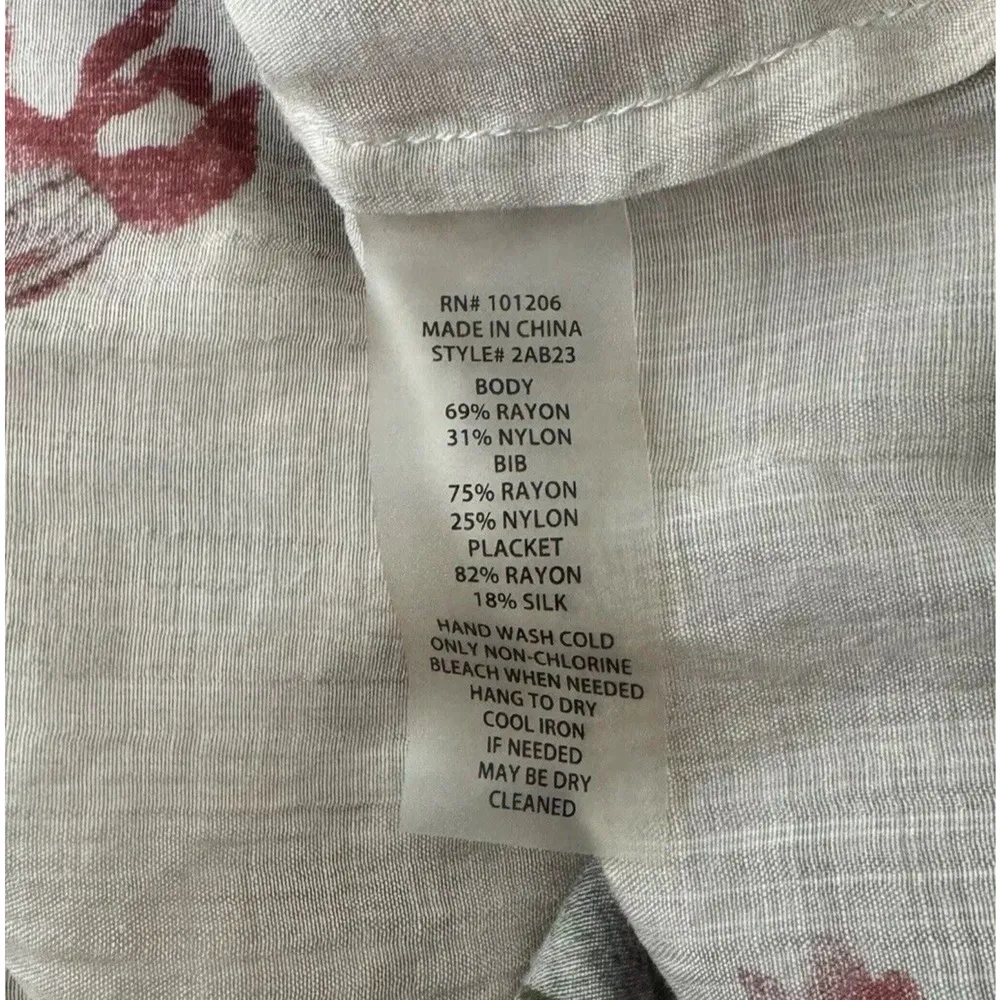 RN# 101206
MADE IN CHINA
STYLE# 2AB23
BODY
69% RAYON
31% NYLON
BIB
75% RAYON
25% NYLON
PLACKET
82% RAYON
18% SILK
HAND WASH COLD
ONLY NON-CHLORINE
BLEACH WHEN NEEDED
HANG TO DRY
COOL IRON
IF NEEDED
MAY BE DRY
CLEANED